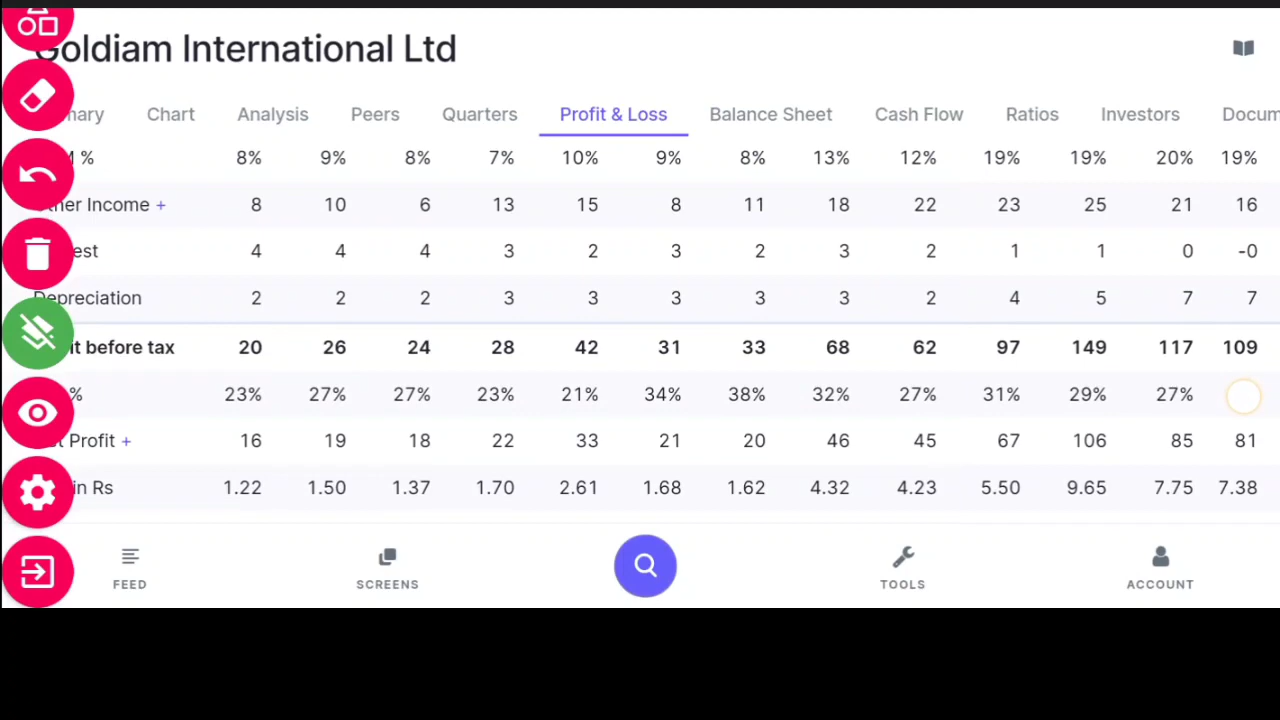 Goldiam International Ltd
mary Chart Analysis Peers Quarters Profit & Loss Balance Sheet Cash Flow Ratios Investors Docum
% 8% 9% 8% 7% 10% 9% 8% 13% 12% 19% 19% 20% 19%
ther Income + 8 10 6 13 15 8 11 18 22 23 25 21 16
est 4 4 4 3 2 3 2 3 2 1 1 0 -0
Depreciation 2 2 2 3 3 3 3 3 2 4 5 7 7
it before tax 20 26 24 28 42 31 33 68 62 97 149 117 109
% 23% 27% 27% 23% 21% 34% 38% 32% 27% 31% 29% 27%
t Profit + 16 19 18 22 33 21 20 46 45 67 106 85 81
in Rs 1.22 1.50 1.37 1.70 2.61 1.68 1.62 4.32 4.23 5.50 9.65 7.75 7.38
FEED SCREENS TOOLS ACCOUNT